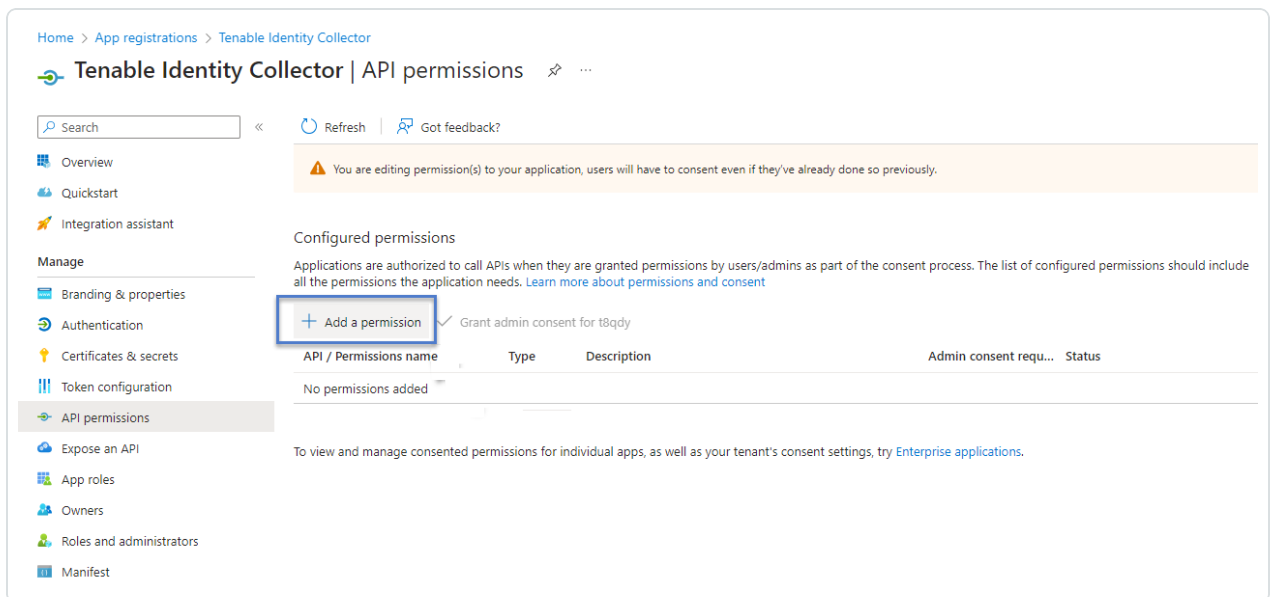 Home > App registrations > Tenable Identity Collector
Tenable Identity Collector | API permissions
Search
Refresh
Got feedback?
Overview
Quickstart
Integration assistant
Manage
Branding & properties
Authentication
Certificates & secrets
Token configuration
API permissions
Expose an API
App roles
Owners
Roles and administrators
Manifest
You are editing permission(s) to your application, users will have to consent even if they've already done so previously.
Configured permissions
Applications are authorized to call APIs when they are granted permissions by users/admins as part of the consent process. The list of configured permissions should include
all the permissions the application needs. Learn more about permissions and consent
Add a permission
Grant admin consent for t8qdy
API / Permissions name Type Description Admin consent requ... Status
No permissions added
To view and manage consented permissions for individual apps, as well as your tenant's consent settings, try Enterprise applications.